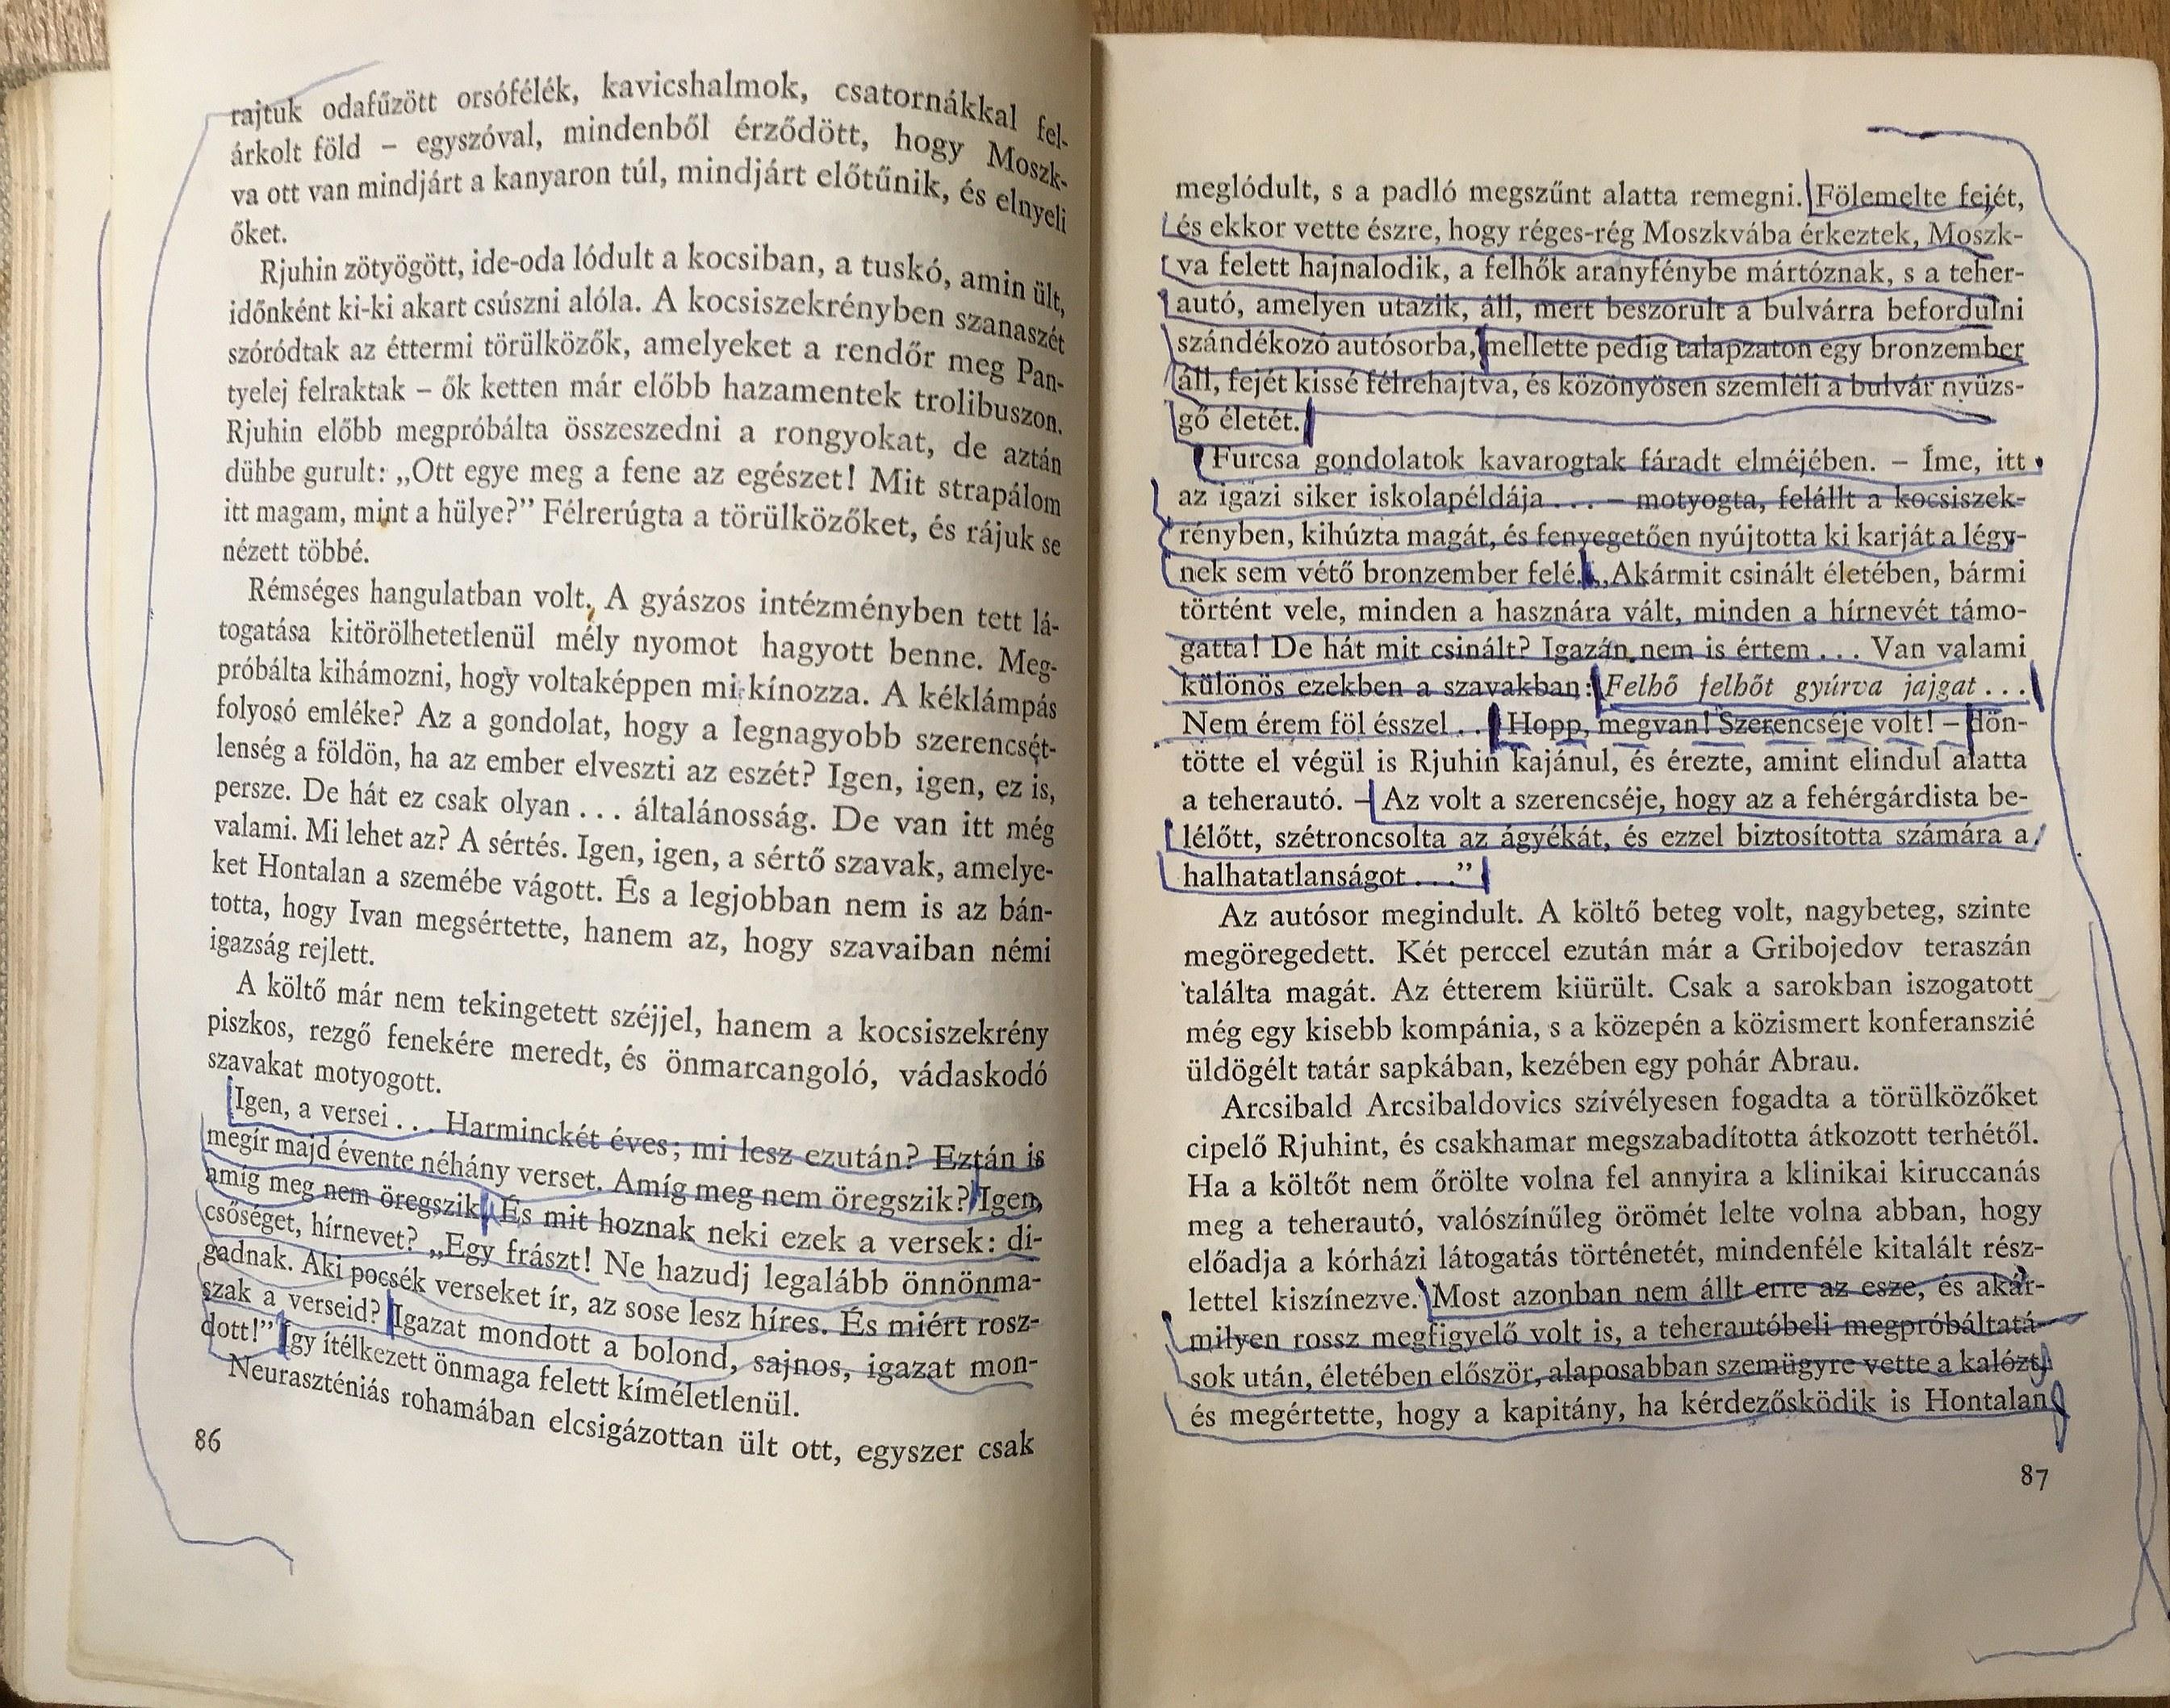 rajtuk odafűzött orsófélék, kavicshalmok, csatornákkal fel-
árkolt föld – egyszóval, mindenből érződött, hogy Moszk-
va ott van mindjárt a kanyaron túl, mindjárt előtűnik, és elnyeli
őket.
Rjuhin zötyögött, ide-oda lódult a kocsiban, a tuskó, amin ült,
időnként ki-ki akart csúszni alóla. A kocsiszekrényben szanaszét
szóródtak az éttermi törülközők, amelyeket a rendőr meg Pan-
tyelej felraktak – ők ketten már előbb hazamentek trolibuszon.
Rjuhin előbb megpróbálta összeszedni a rongyokat, de aztán
dühbe gurult: „Ott egye meg a fene az egészet! Mit strapálom
itt magam, mint a hülye?” Félrerúgta a törülközőket, és rájuk se
nézett többé.
Rémséges hangulatban volt. A gyászos intézményben tett lá-
togatása kitörölhetetlenül mély nyomot hagyott benne. Meg-
próbálta kihámozni, hogy voltaképpen mi kínozza. A kéklámpás
folyosó emléke? Az a gondolat, hogy a legnagyobb szerencsét-
lenség a földön, ha az ember elveszti az eszét? Igen, igen, ez is,
persze. De hát ez csak olyan . . . általánosság. De van itt még
valami. Mi lehet az? A sértés. Igen, igen, a sértő szavak, amelye-
ket Hontalan a szemébe vágott. És a legjobban nem is az bán-
totta, hogy Ivan megsértette, hanem az, hogy szavaiban némi
igazság rejlett.
A költő már nem tekingetett széjjel, hanem a kocsiszekrény
piszkos, rezgő fenekére meredt, és önmarcangoló, vádaskodó
szavakat motyogott.
Igen, a versei . . . Harminckét éves; mi lesz ezután? Eztán is
megír majd évente néhány verset. Amíg meg nem öregszik? Igen,
amíg meg nem öregszik. És mit hoznak neki ezek a versek: di-
csőséget, hírnevet? „Egy frászt! Ne hazudj legalább önnönma-
gadnak. Aki pocsék verseket ír, az sose lesz híres. És miért rosz-
szak a verseid? Igazat mondott a bolond, sajnos, igazat mon-
dott!” Így ítélkezett önmaga felett kíméletlenül.
Neuraszténiás rohamában elcsigázottan ült ott, egyszer csak
86
meglódult, s a padló megszűnt alatta remegni. Fölemelte fejét,
és ekkor vette észre, hogy réges-rég Moszkvába érkeztek, Moszk-
va felett hajnalodik, a felhők aranyfénybe mártóznak, s a teher-
autó, amelyen utazik, áll, mert beszorult a bulvárra befordulni
szándékozó autósorba, mellette pedig talapzaton egy bronzember
áll, fejét kissé félrehajtva, és közönyösen szemléli a bulvár nyüzs-
gő életét.
Furcsa gondolatok kavarogtak fáradt elméjében. – Íme, itt
az igazi siker iskolapéldája . . . – motyogta, felállt a kocsiszek-
rényben, kihúzta magát, és fenyegetően nyújtotta ki karját a légy-
nek sem vétő bronzember felé. „Akármit csinált életében, bármi
történt vele, minden a hasznára vált, minden a hírnevét támo-
gatta! De hát mit csinált? Igazán nem is értem . . . Van valami
különös ezekben a szavakban: Felhő felhőt gyúrva jajgat . . .
Nem érem föl ésszel . . . Hopp, megvan! Szerencséje volt! – dön-
tötte el végül is Rjuhin kajánul, és érezte, amint elindul alatta
a teherautó. – Az volt a szerencséje, hogy az a fehérgárdista be-
lélőtt, szétroncsolta az ágyékát, és ezzel biztosította számára a
halhatatlanságot . . .”
Az autósor megindult. A költő beteg volt, nagybeteg, szinte
megöregedett. Két perccel ezután már a Gribojedov teraszán
találta magát. Az étterem kiürült. Csak a sarokban iszogatott
még egy kisebb kompánia, s a közepén a közismert konferanszié
üldögélt tatár sapkában, kezében egy pohár Abrau.
Arcsibald Arcsibaldovics szívélyesen fogadta a törülközőket
cipelő Rjuhint, és csakhamar megszabadította átkozott terhétől.
Ha a költőt nem őrölte volna fel annyira a klinikai kiruccanás
meg a teherautó, valószínűleg örömét lelte volna abban, hogy
előadja a kórházi látogatás történetét, mindenféle kitalált rész-
lettel kiszínezve. Most azonban nem állt erre az esze, és akár-
milyen rossz megfigyelő volt is, a teherautóbeli megpróbáltatá-
sok után, életében először, alaposabban szemügyre vette a kalózt,
és megértette, hogy a kapitány, ha kérdezősködik is Hontalan
87